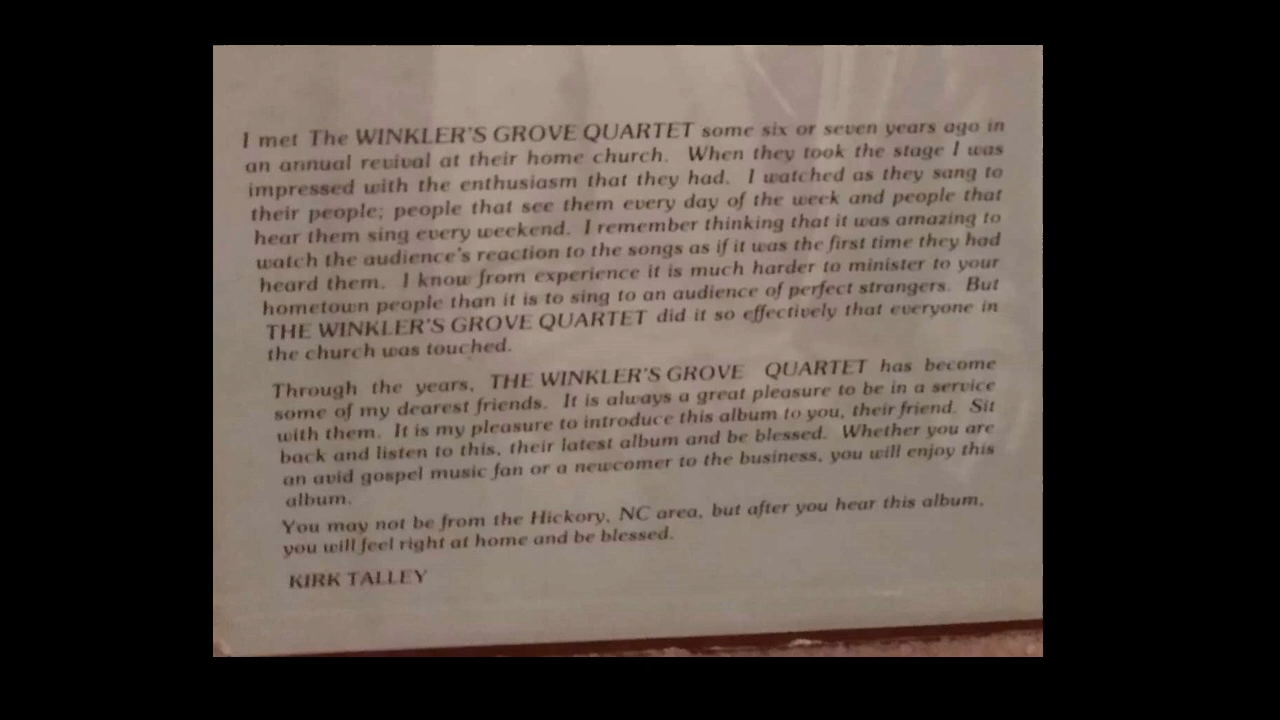 I met The WINKLER'S GROVE QUARTET some six or seven years ago in
an annual revival at their home church. When they took the stage I was
impressed with the enthusiasm that they had. I watched as they sang to
their people; people that see them every day of the week and people that
hear them sing every weekend. I remember thinking that it was amazing to
watch the audience's reaction to the songs as if it was the first time they had
heard them. I know from experience it is much harder to minister to your
hometown people than it is to sing to an audience of perfect strangers. But
THE WINKLER'S GROVE QUARTET did it so effectively that everyone in
the church was touched.
Through the years, THE WINKLER'S GROVE QUARTET has become
some of my dearest friends. It is always a great pleasure to be in a service
with them. It is my pleasure to introduce this album to you, their friend. Sit
back and listen to this, their latest album and be blessed. Whether you are
an avid gospel music fan or a newcomer to the business, you will enjoy this
album.
You may not be from the Hickory, NC area, but after you hear this album,
you will feel right at home and be blessed.
KIRK TALLEY